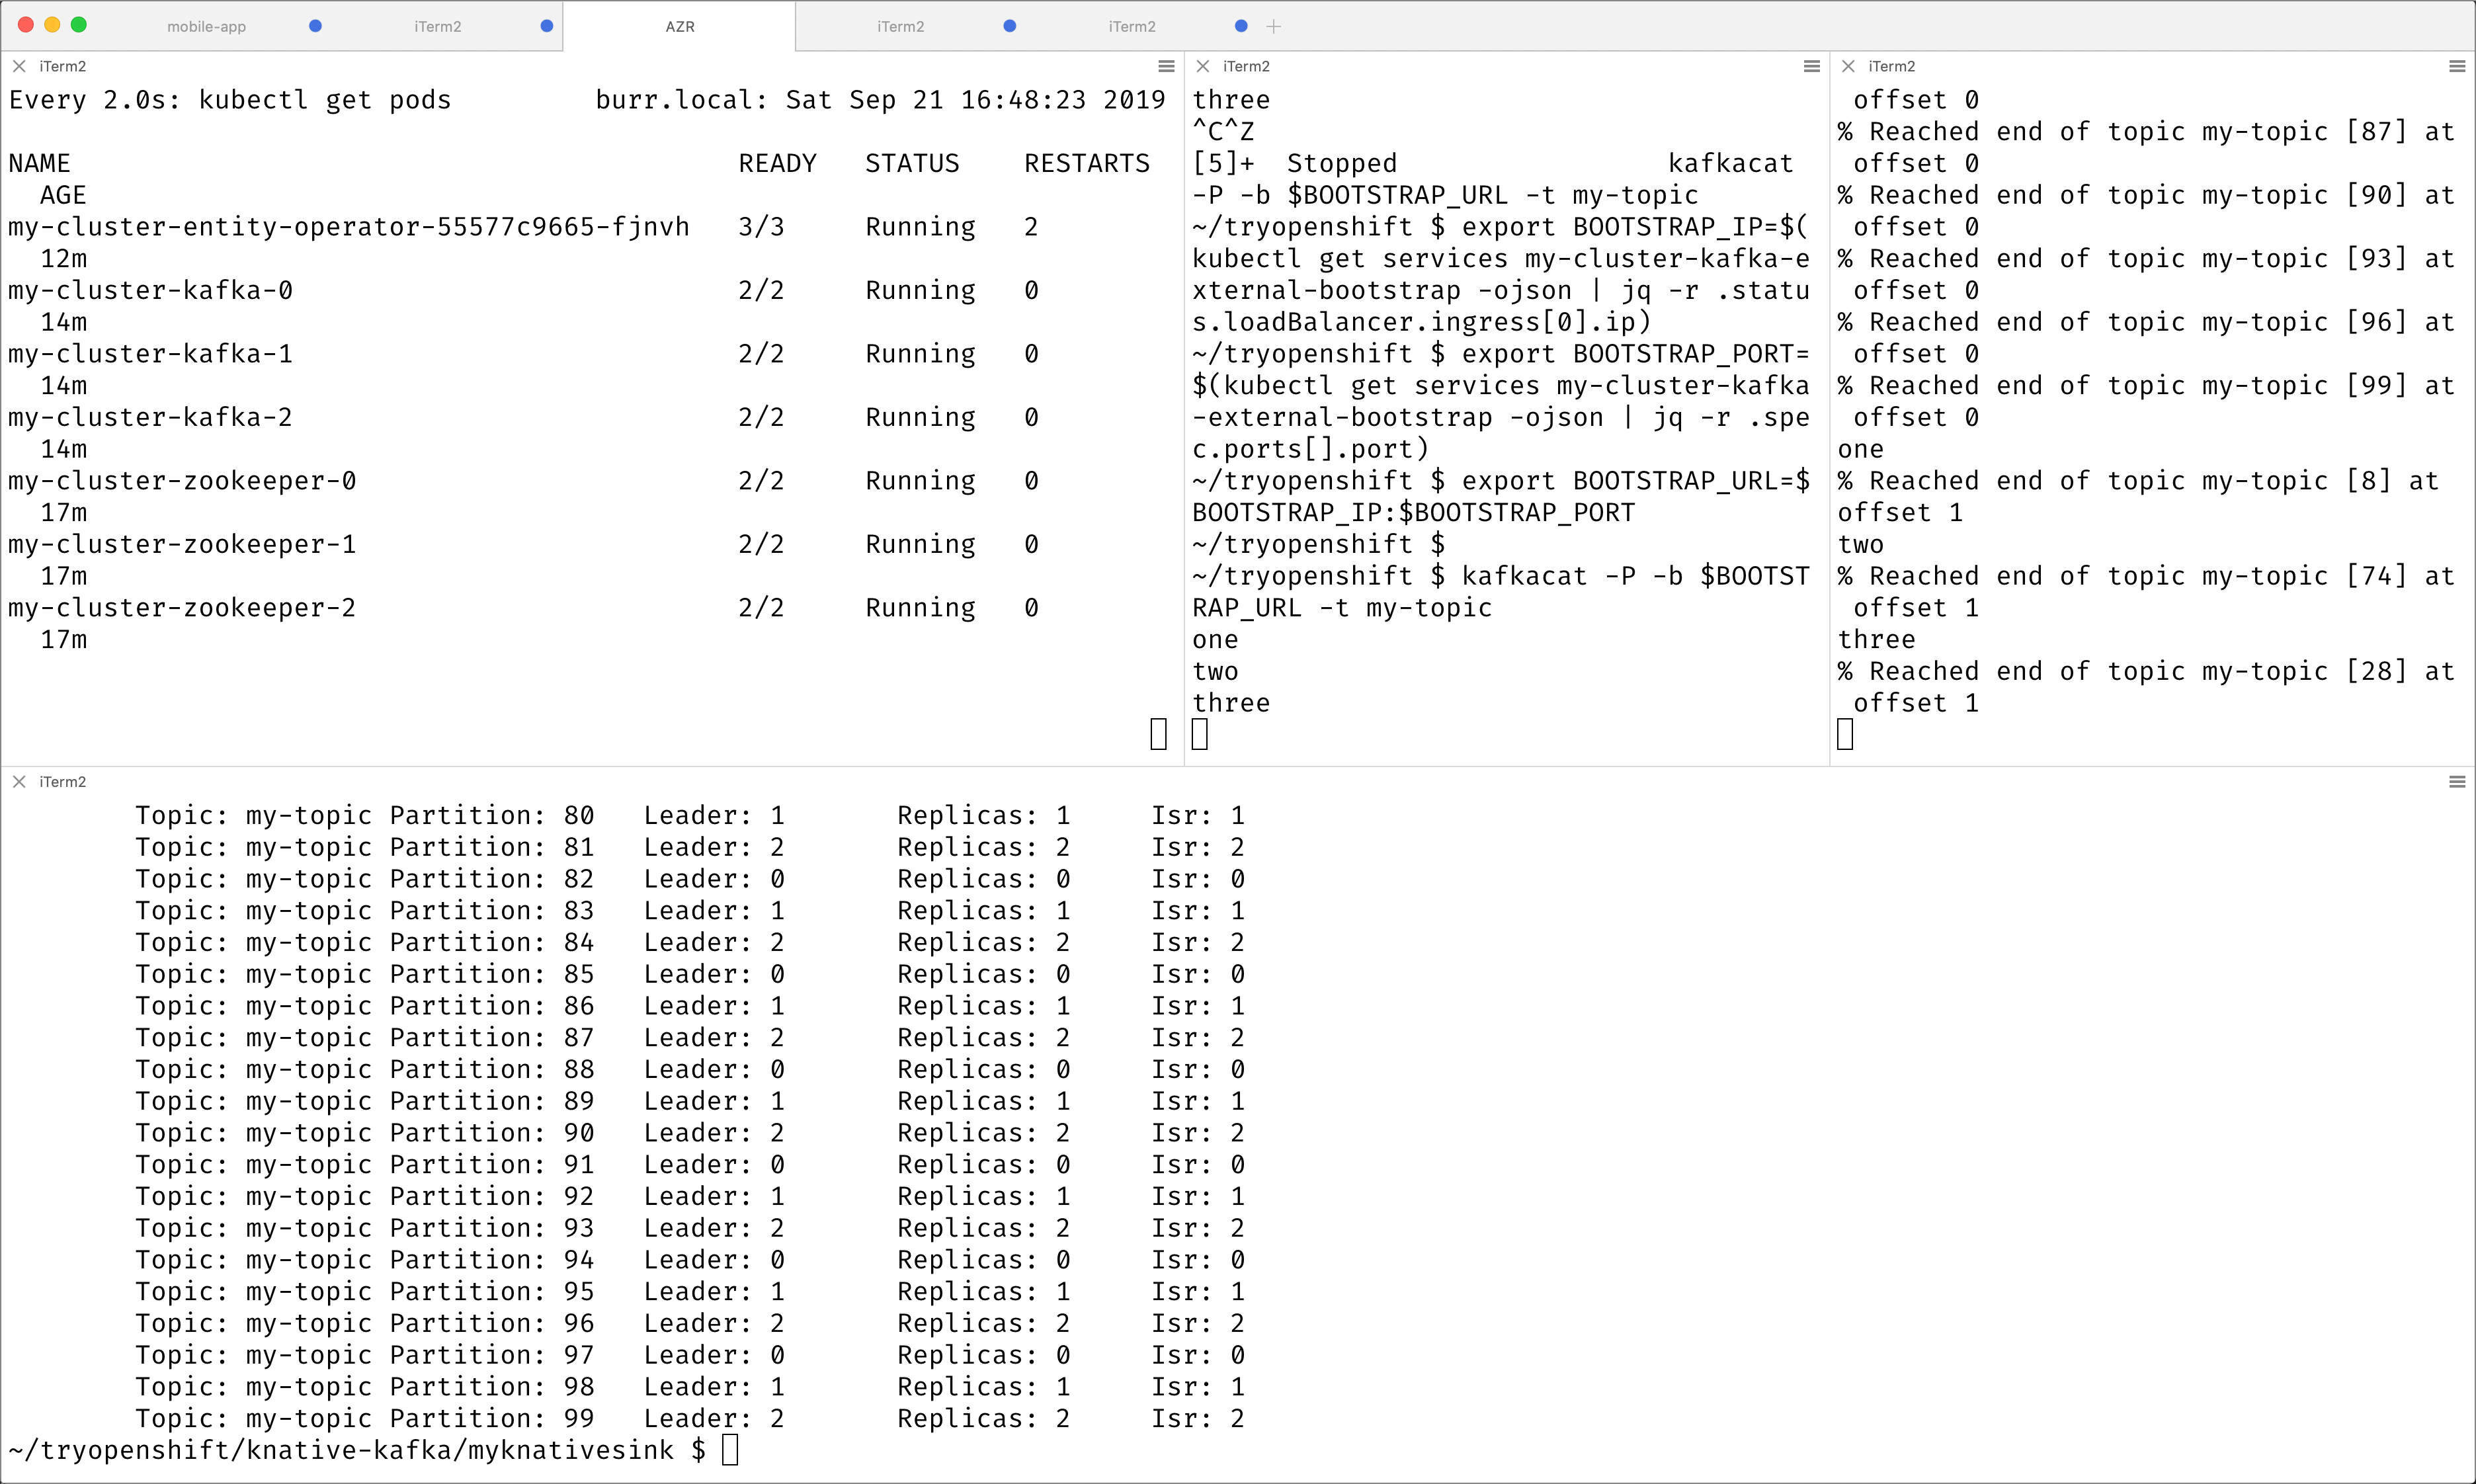 mobile-app
iTerm2
AZR
iTerm2
iTerm2
iTerm2
Every 2.0s: kubectl get pods burr.local: Sat Sep 21 16:48:23 2019
NAME READY STATUS RESTARTS
AGE
my-cluster-entity-operator-55577c9665-fjnvh 3/3 Running 2
12m
my-cluster-kafka-0 2/2 Running 0
14m
my-cluster-kafka-1 2/2 Running 0
14m
my-cluster-kafka-2 2/2 Running 0
14m
my-cluster-zookeeper-0 2/2 Running 0
17m
my-cluster-zookeeper-1 2/2 Running 0
17m
my-cluster-zookeeper-2 2/2 Running 0
17m
iTerm2
three
^C^Z
[5]+  Stopped kafkacat
-P -b $BOOTSTRAP_URL -t my-topic
~/tryopenshift $ export BOOTSTRAP_IP=$(
kubectl get services my-cluster-kafka-e
xternal-bootstrap -ojson | jq -r .statu
s.loadBalancer.ingress[0].ip)
~/tryopenshift $ export BOOTSTRAP_PORT=
$(kubectl get services my-cluster-kafka
-external-bootstrap -ojson | jq -r .spe
c.ports[].port)
~/tryopenshift $ export BOOTSTRAP_URL=$
BOOTSTRAP_IP:$BOOTSTRAP_PORT
~/tryopenshift $
~/tryopenshift $ kafkacat -P -b $BOOTST
RAP_URL -t my-topic
one
two
three
iTerm2
offset 0
% Reached end of topic my-topic [87] at
offset 0
% Reached end of topic my-topic [90] at
offset 0
% Reached end of topic my-topic [93] at
offset 0
% Reached end of topic my-topic [96] at
offset 0
% Reached end of topic my-topic [99] at
offset 0
one
% Reached end of topic my-topic [8] at
offset 1
two
% Reached end of topic my-topic [74] at
offset 1
three
% Reached end of topic my-topic [28] at
offset 1
iTerm2
Topic: my-topic Partition: 80 Leader: 1 Replicas: 1 Isr: 1
Topic: my-topic Partition: 81 Leader: 2 Replicas: 2 Isr: 2
Topic: my-topic Partition: 82 Leader: 0 Replicas: 0 Isr: 0
Topic: my-topic Partition: 83 Leader: 1 Replicas: 1 Isr: 1
Topic: my-topic Partition: 84 Leader: 2 Replicas: 2 Isr: 2
Topic: my-topic Partition: 85 Leader: 0 Replicas: 0 Isr: 0
Topic: my-topic Partition: 86 Leader: 1 Replicas: 1 Isr: 1
Topic: my-topic Partition: 87 Leader: 2 Replicas: 2 Isr: 2
Topic: my-topic Partition: 88 Leader: 0 Replicas: 0 Isr: 0
Topic: my-topic Partition: 89 Leader: 1 Replicas: 1 Isr: 1
Topic: my-topic Partition: 90 Leader: 2 Replicas: 2 Isr: 2
Topic: my-topic Partition: 91 Leader: 0 Replicas: 0 Isr: 0
Topic: my-topic Partition: 92 Leader: 1 Replicas: 1 Isr: 1
Topic: my-topic Partition: 93 Leader: 2 Replicas: 2 Isr: 2
Topic: my-topic Partition: 94 Leader: 0 Replicas: 0 Isr: 0
Topic: my-topic Partition: 95 Leader: 1 Replicas: 1 Isr: 1
Topic: my-topic Partition: 96 Leader: 2 Replicas: 2 Isr: 2
Topic: my-topic Partition: 97 Leader: 0 Replicas: 0 Isr: 0
Topic: my-topic Partition: 98 Leader: 1 Replicas: 1 Isr: 1
Topic: my-topic Partition: 99 Leader: 2 Replicas: 2 Isr: 2
~/tryopenshift/knative-kafka/myknativesink $